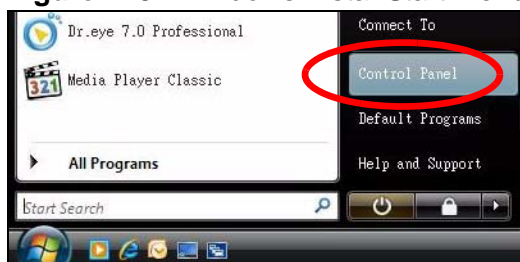 Dr.eye 7.0 Professional
Media Player Classic
321
All Programs
Start Search
Connect To
Control Panel
Default Programs
Help and Support